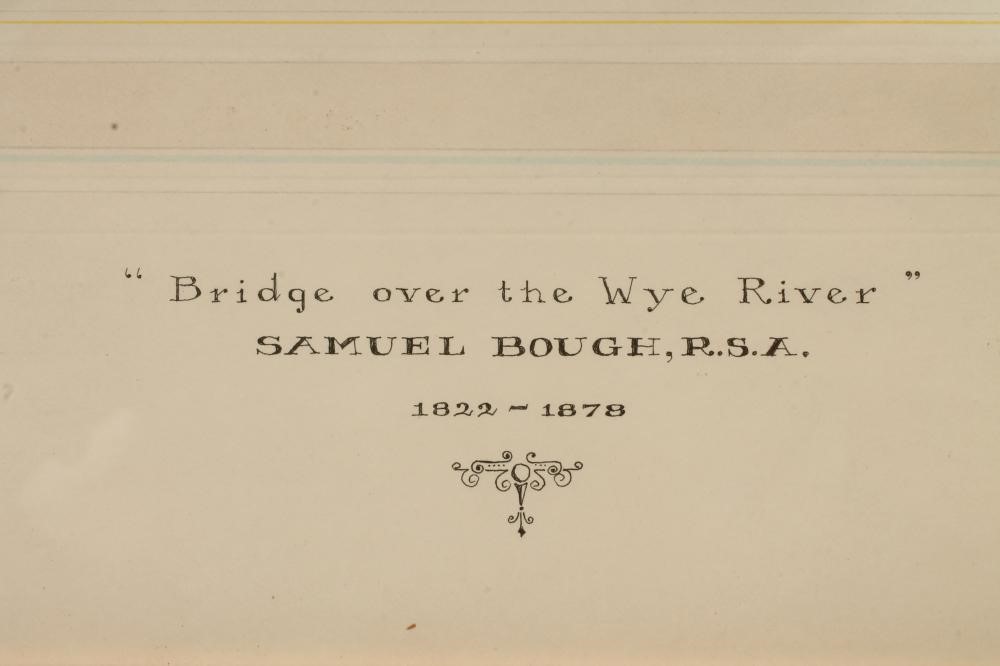 “ Bridge over the Wye River ”
SAMUEL BOUGH, R.S.A.
1822 - 1878